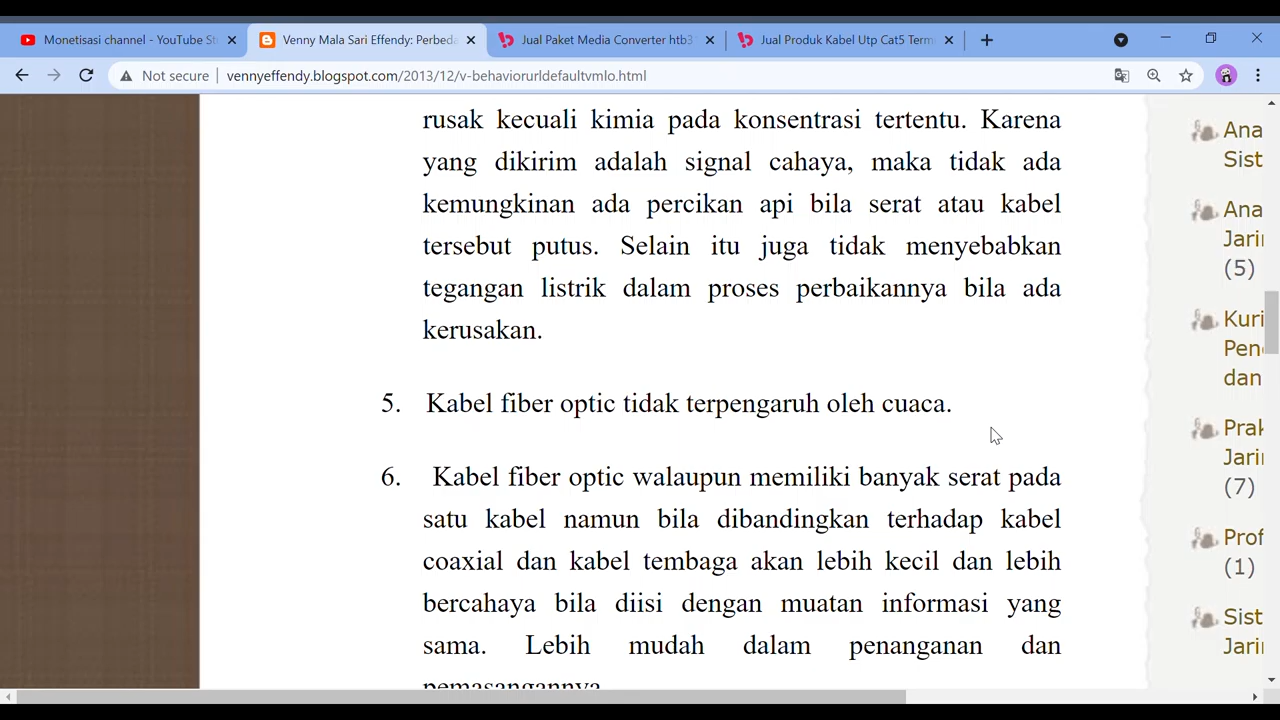 Monetisasi channel - YouTube St
Venny Mala Sari Effendy: Perbeda
Jual Paket Media Converter htb3
Jual Produk Kabel Utp Cat5 Term
Not secure
vennyeffendy.blogspot.com/2013/12/v-behaviorurldefaultvmlo.html
rusak kecuali kimia pada konsentrasi tertentu. Karena
yang dikirim adalah signal cahaya, maka tidak ada
kemungkinan ada percikan api bila serat atau kabel
tersebut putus. Selain itu juga tidak menyebabkan
tegangan listrik dalam proses perbaikannya bila ada
kerusakan.
5. Kabel fiber optic tidak terpengaruh oleh cuaca.
6. Kabel fiber optic walaupun memiliki banyak serat pada
satu kabel namun bila dibandingkan terhadap kabel
coaxial dan kabel tembaga akan lebih kecil dan lebih
bercahaya bila diisi dengan muatan informasi yang
sama. Lebih mudah dalam penanganan dan
pemasangannya
Ana
Sist
Ana
Jari
(5)
Kuri
Pen
dan
Prak
Jari
(7)
Prof
(1)
Sist
Jari